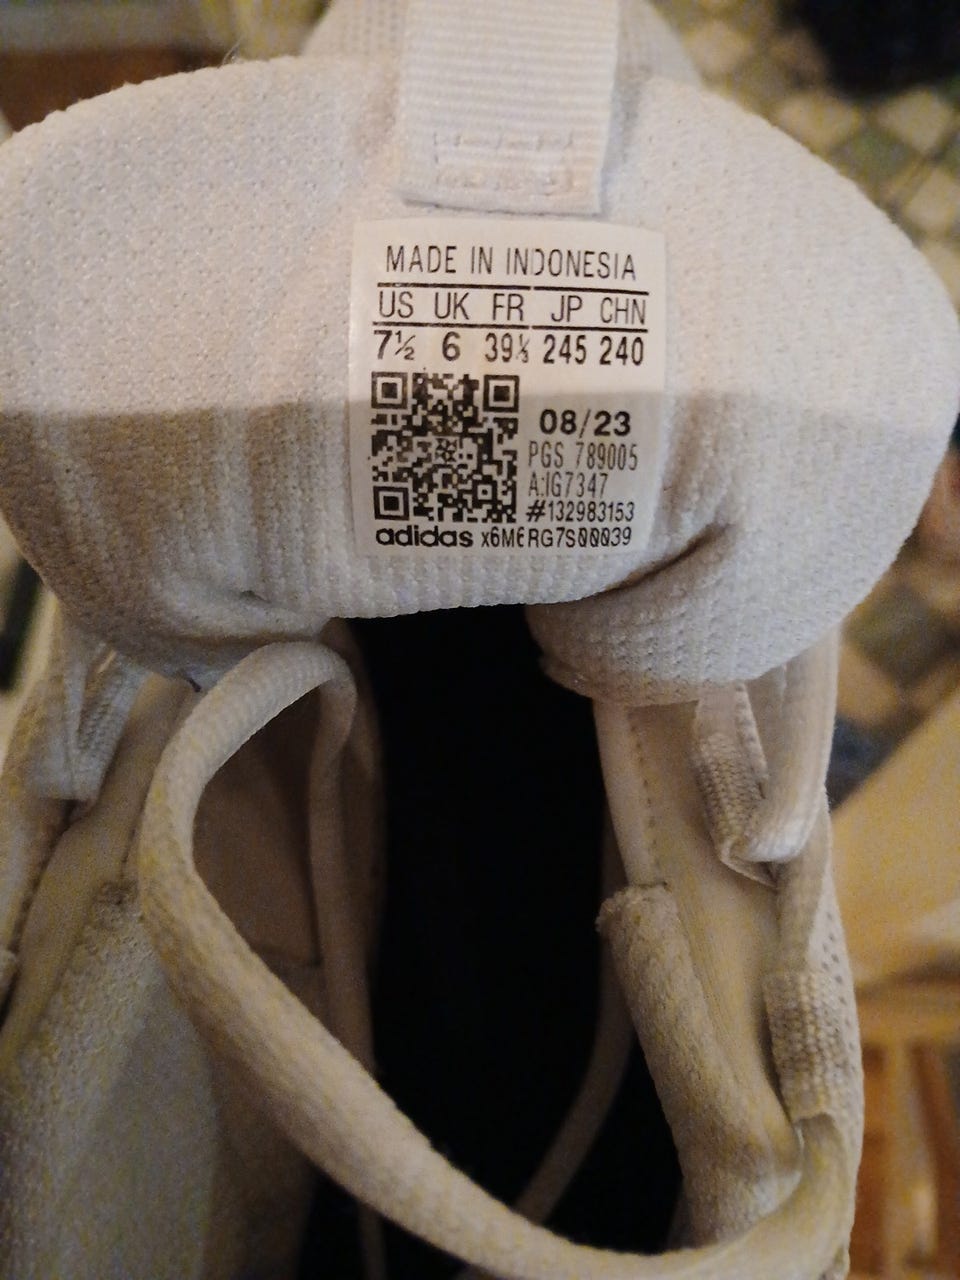 MADE IN INDONESIA
US UK FR JP CHN
7½ 6 39⅓ 245 240
08/23
PGS 789005
A:IG7347
#132983153
adidas x6M6RG7S00039